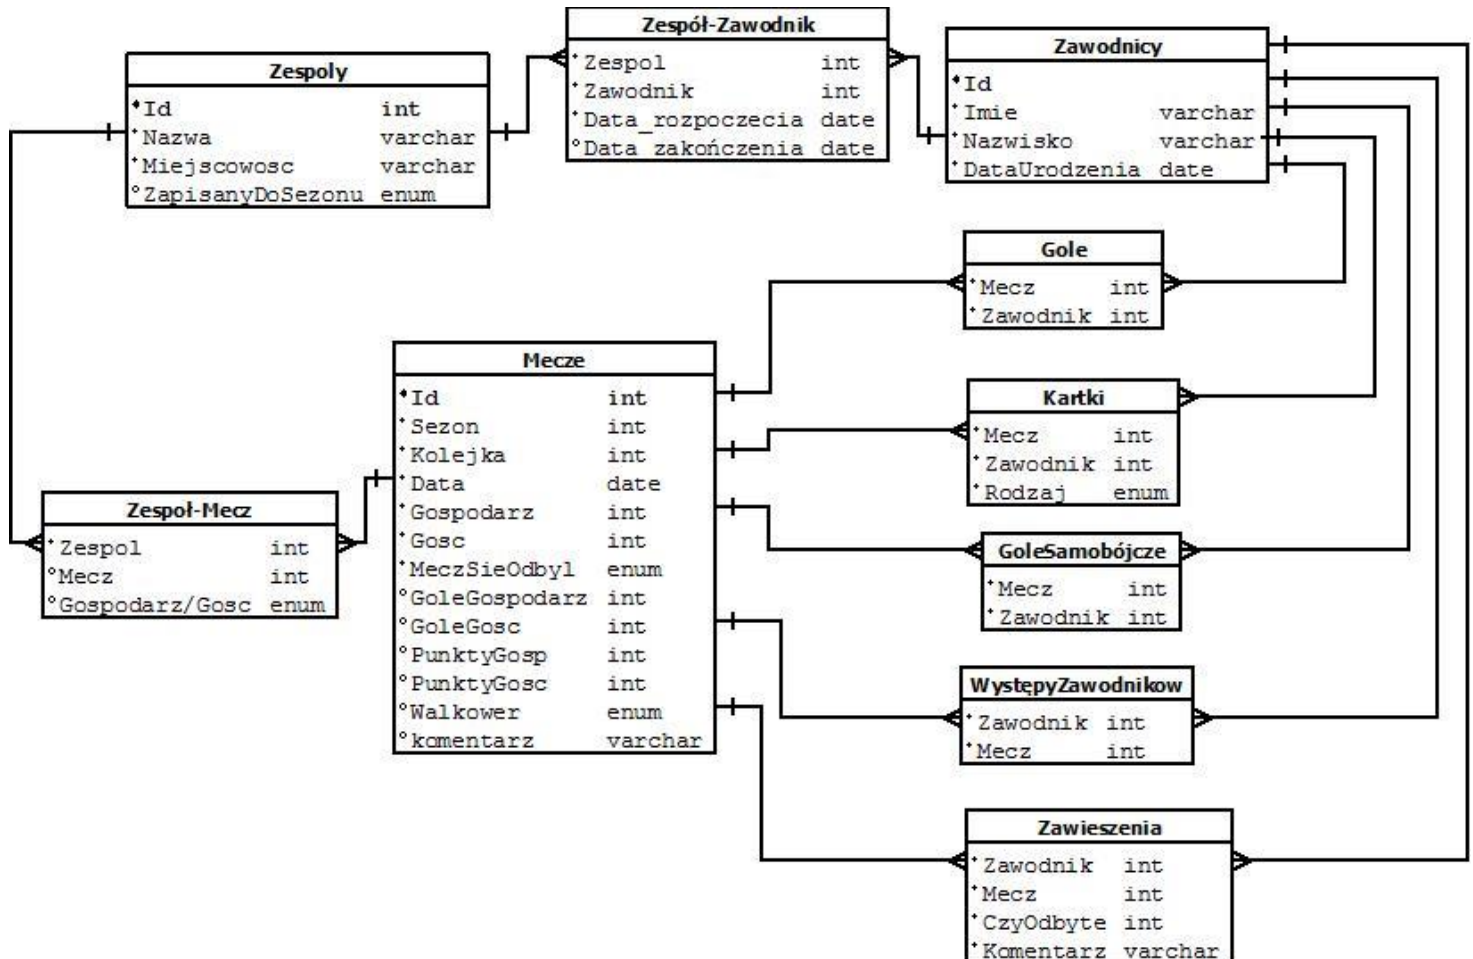 Zespoly
Id int
Nazwa varchar
Miejscowosc varchar
ZapisanyDoSezonu enum
Zespół-Zawodnik
Zespol int
Zawodnik int
Data_rozpoczecia date
Data zakończenia date
Zawodnicy
Id
Imie varchar
Nazwisko varchar
DataUrodzenia date
Gole
Mecz int
Zawodnik int
Mecze
Id int
Sezon int
Kolejka int
Data date
Gospodarz int
Gosc int
MeczSieOdbyl enum
GoleGospodarz int
GoleGosc int
PunktyGosp int
PunktyGosc int
Walkower enum
komentarz varchar
Kartki
Mecz int
Zawodnik int
Rodzaj enum
Zespoł-Mecz
Zespol int
Mecz int
Gospodarz/Gosc enum
GoleSamobójcze
Mecz int
Zawodnik int
WystępyZawodnikow
Zawodnik int
Mecz int
Zawieszenia
Zawodnik int
Mecz int
CzyOdbyte int
Komentarz varchar